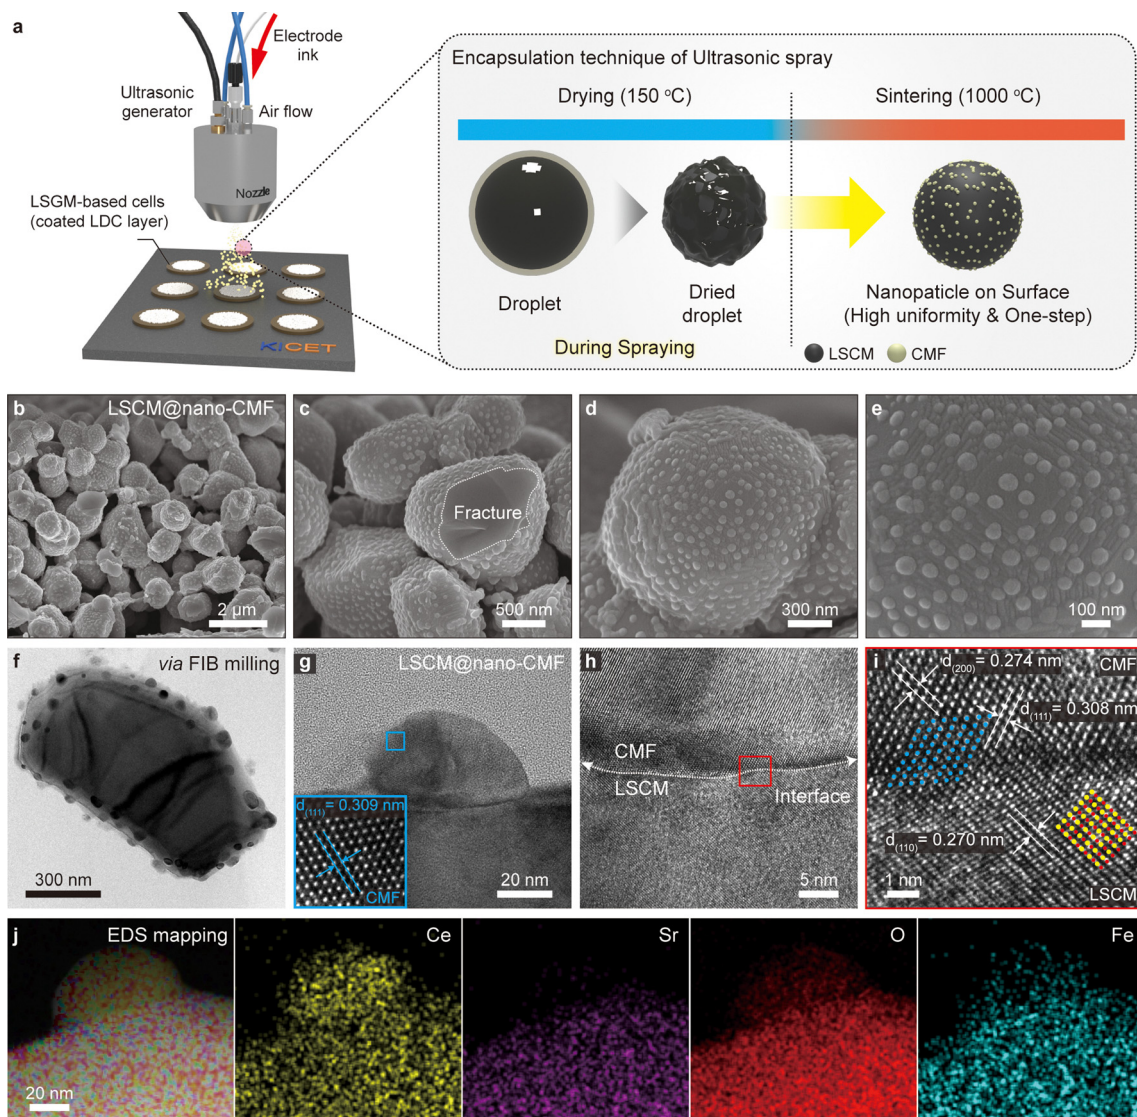 a
Electrode
ink
Ultrasonic
generator
Air flow
Nozzle
LSGM-based cells
(coated LDC layer)
KICET
Encapsulation technique of Ultrasonic spray
Drying (150 °C)
Sintering (1000 °C)
Droplet
Dried
droplet
Nanopaticle on Surface
(High uniformity & One-step)
During Spraying
LSCM
CMF
b
LSCM@nano-CMF
2 µm
c
Fracture
500 nm
d
300 nm
e
100 nm
f
via FIB milling
300 nm
g
LSCM@nano-CMF
d(111) = 0.309 nm
CMF
20 nm
h
CMF
LSCM
Interface
5 nm
i
d(200) = 0.274 nm
CMF
d(111) = 0.308 nm
d(110) = 0.270 nm
1 nm
LSCM
j
EDS mapping
20 nm
Ce
Sr
O
Fe